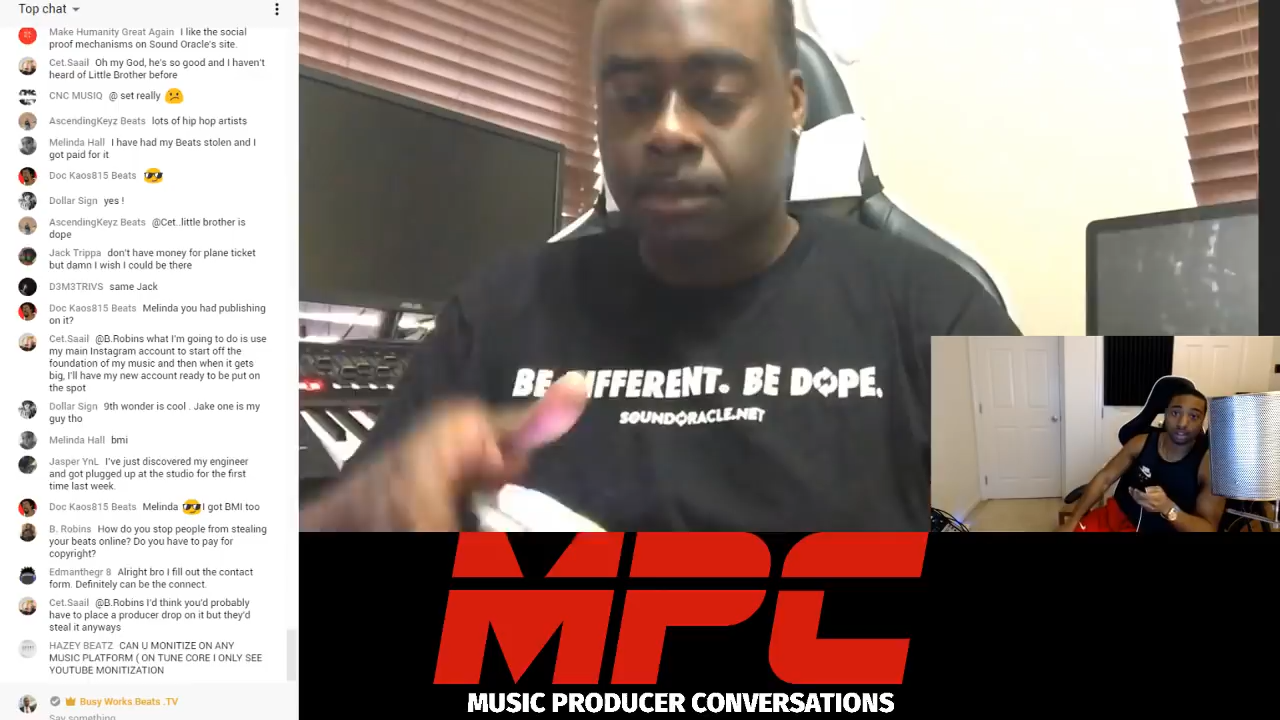 Top chat
Make Humanity Great Again I like the social
proof mechanisms on Sound Oracle's site.
Cet.Saail Oh my God, he's so good and I haven't
heard of Little Brother before
CNC MUSIQ @ set really
AscendingKeyz Beats lots of hip hop artists
Melinda Hall I have had my Beats stolen and I
got paid for it
Doc Kaos815 Beats
Dollar Sign yes !
AscendingKeyz Beats @Cet..little brother is
dope
Jack Trippa don't have money for plane ticket
but damn I wish I could be there
D3M3TRIVS same Jack
Doc Kaos815 Beats Melinda you had publishing
on it?
Cet.Saail @B.Robins what I'm going to do is use
my main Instagram account to start off the
foundation of my music and then when it gets
big, I'll have my new account ready to be put on
the spot
Dollar Sign 9th wonder is cool . Jake one is my
guy tho
Melinda Hall bmi
Jasper YnL I've just discovered my engineer
and got plugged up at the studio for the first
time last week.
Doc Kaos815 Beats Melinda I got BMI too
B. Robins How do you stop people from stealing
your beats online? Do you have to pay for
copyright?
Edmanthegr 8 Alright bro I fill out the contact
form. Definitely can be the connect.
Cet.Saail @B.Robins I'd think you'd probably
have to place a producer drop on it but they'd
steal it anyways
HAZEY BEATZ CAN U MONITIZE ON ANY
MUSIC PLATFORM ( ON TUNE CORE I ONLY SEE
YOUTUBE MONITIZATION
Busy Works Beats .TV
Say something...
BE DIFFERENT. BE DOPE.
SOUNDORACLE.NET
MPC
MUSIC PRODUCER CONVERSATIONS